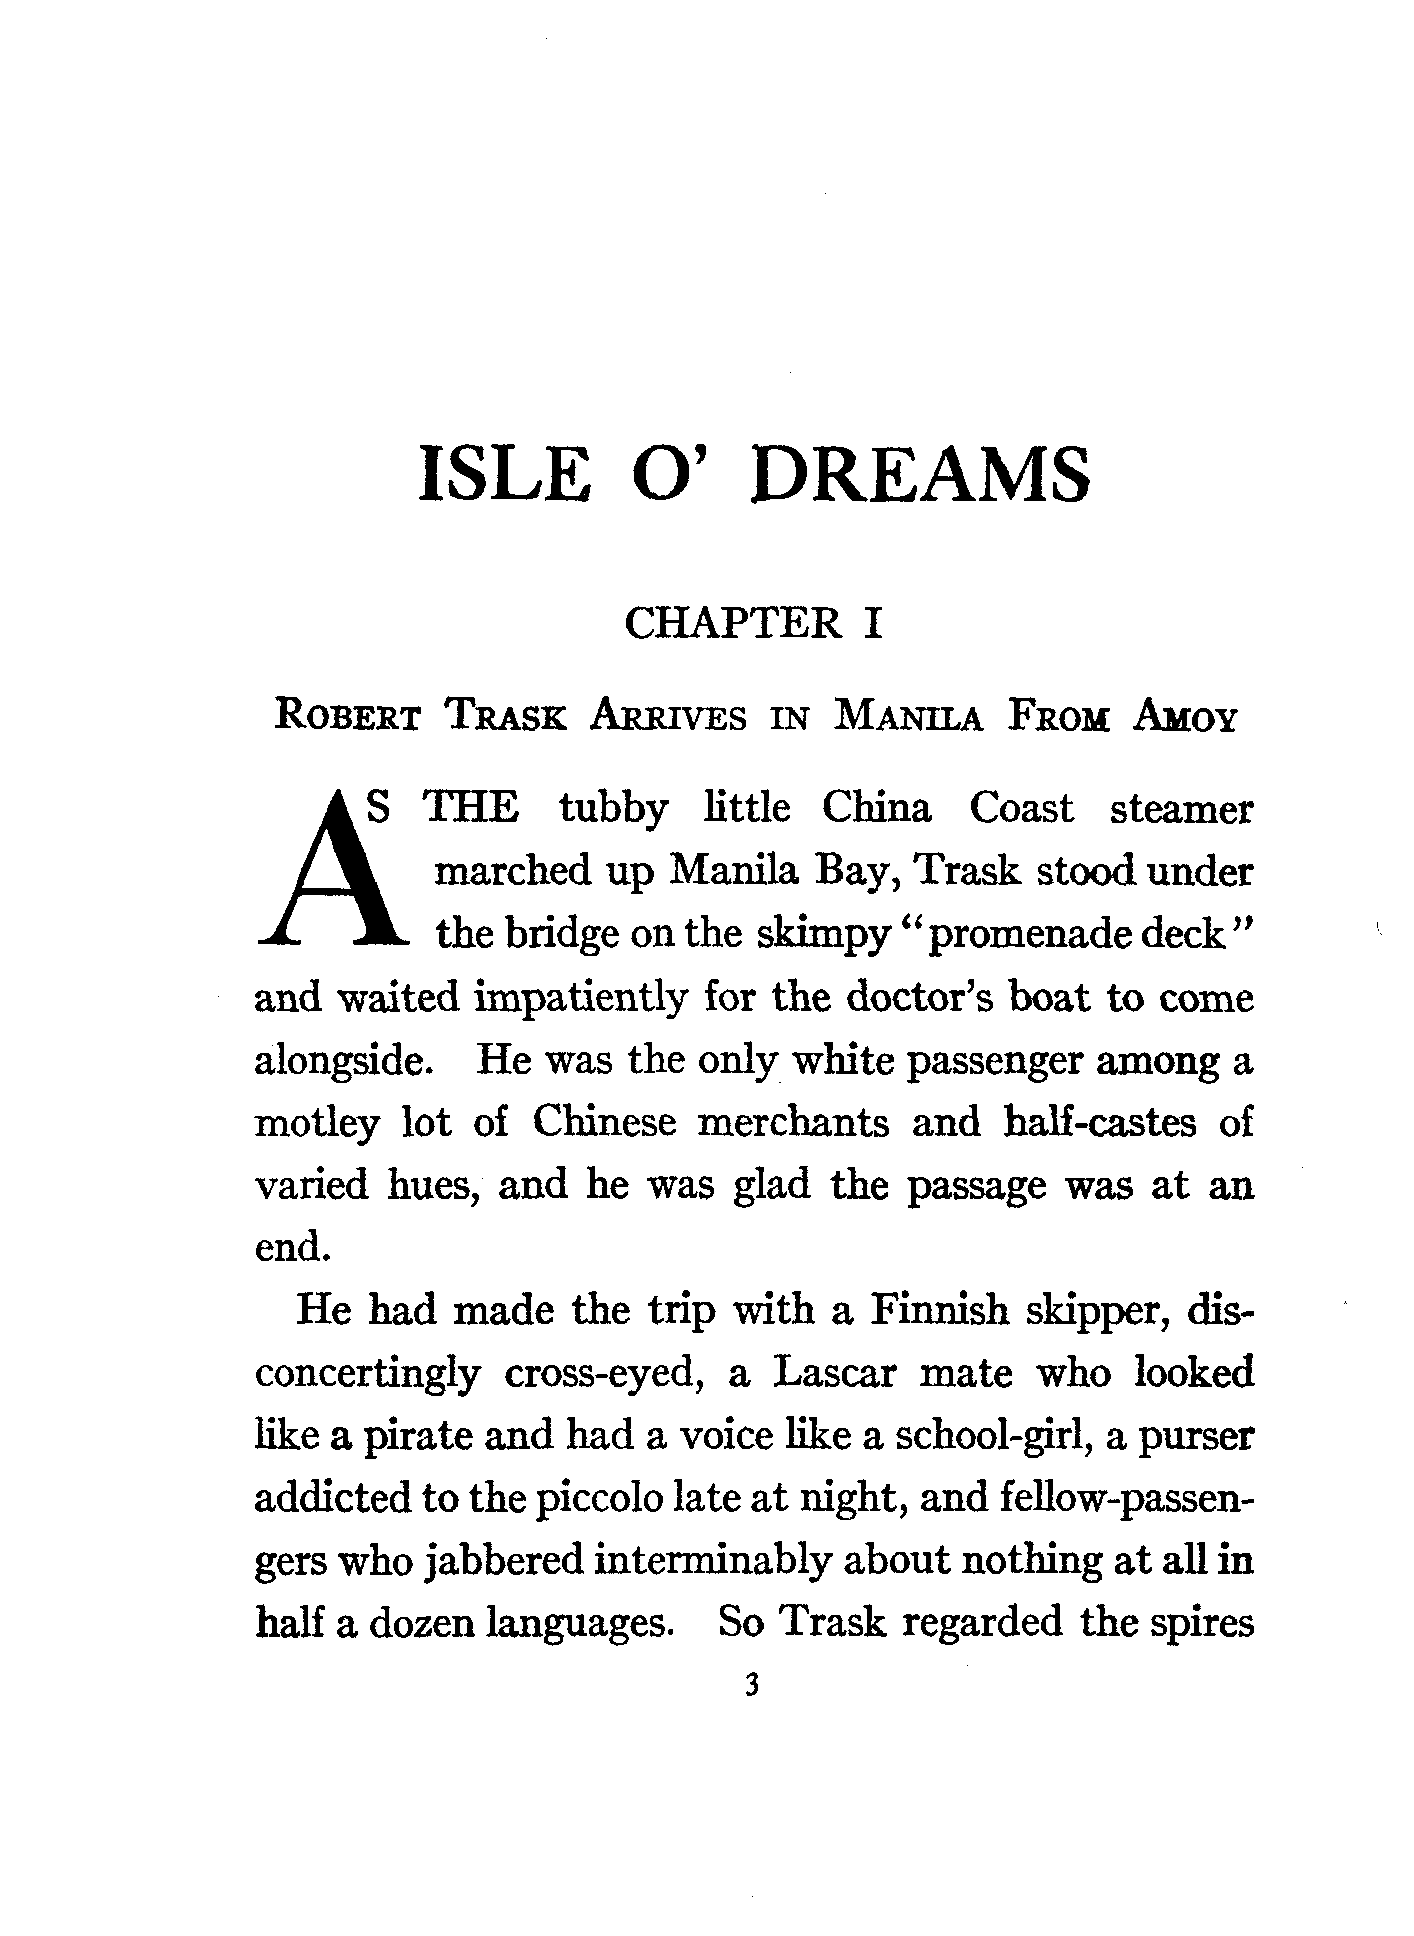 ISLE O' DREAMS
CHAPTER I
ROBERT TRASK ARRIVES IN MANILA FROM AMOY
AS THE tubby little China Coast steamer
marched up Manila Bay, Trask stood under
the bridge on the skimpy "promenade deck"
and waited impatiently for the doctor's boat to come
alongside. He was the only white passenger among a
motley lot of Chinese merchants and half-castes of
varied hues, and he was glad the passage was at an
end.
He had made the trip with a Finnish skipper, dis-
concertingly cross-eyed, a Lascar mate who looked
like a pirate and had a voice like a school-girl, a purser
addicted to the piccolo late at night, and fellow-passen-
gers who jabbered interminably about nothing at all in
half a dozen languages. So Trask regarded the spires
3